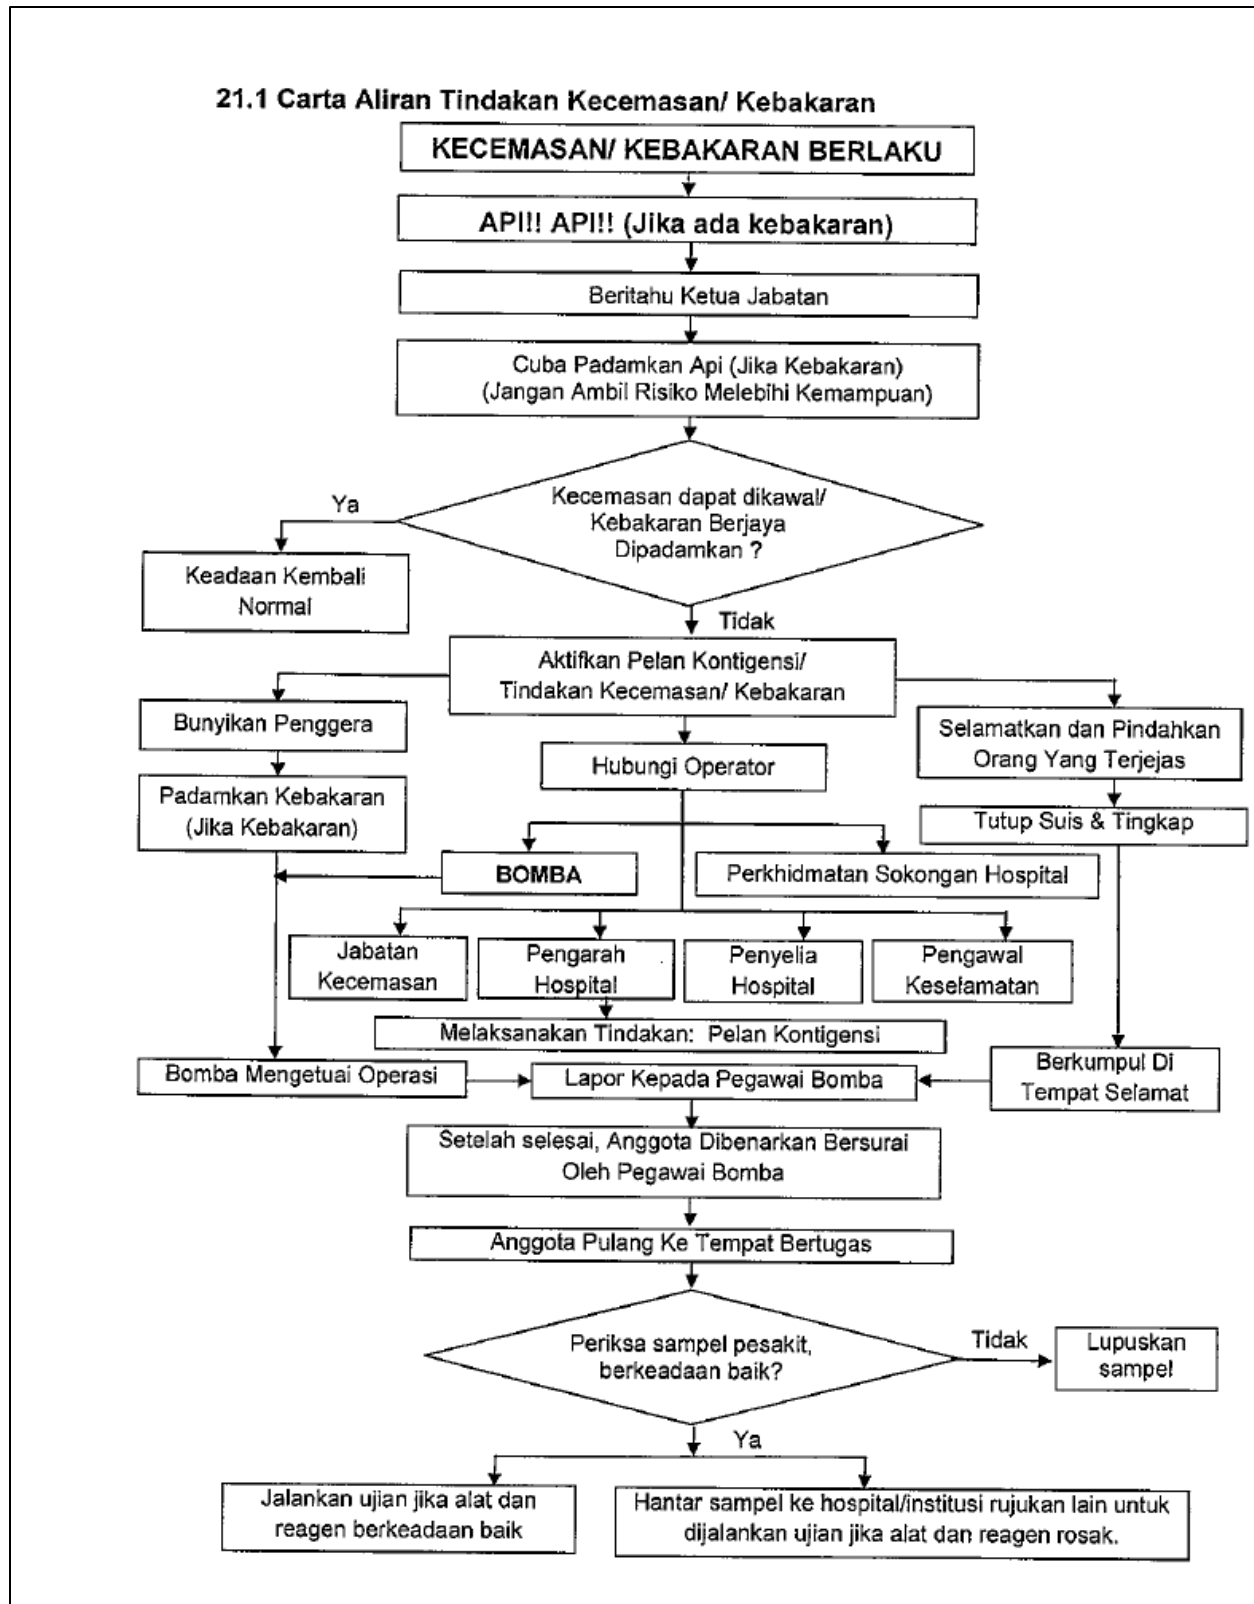 21.1 Carta Aliran Tindakan Kecemasan/ Kebakaran
KECEMASAN/ KEBAKARAN BERLAKU
API!! API!! (Jika ada kebakaran)
Beritahu Ketua Jabatan
Cuba Padamkan Api (Jika Kebakaran)
(Jangan Ambil Risiko Melebihi Kemampuan)
Kecemasan dapat dikawal/
Kebakaran Berjaya
Dipadamkan ?
Ya
Keadaan Kembali
Normal
Tidak
Aktifkan Pelan Kontigensi/
Tindakan Kecemasan/ Kebakaran
Bunyikan Penggera
Padamkan Kebakaran
(Jika Kebakaran)
Hubungi Operator
Selamatkan dan Pindahkan
Orang Yang Terjejas
Tutup Suis & Tingkap
BOMBA
Perkhidmatan Sokongan Hospital
Jabatan
Kecemasan
Pengarah
Hospital
Penyelia
Hospital
Pengawal
Keselamatan
Melaksanakan Tindakan: Pelan Kontigensi
Bomba Mengetuai Operasi
Lapor Kepada Pegawai Bomba
Berkumpul Di
Tempat Selamat
Setelah selesai, Anggota Dibenarkan Bersurai
Oleh Pegawai Bomba
Anggota Pulang Ke Tempat Bertugas
Periksa sampel pesakit,
berkeadaan baik?
Tidak
Lupuskan
sampel
Ya
Jalankan ujian jika alat dan
reagen berkeadaan baik
Hantar sampel ke hospital/institusi rujukan lain untuk
dijalankan ujian jika alat dan reagen rosak.